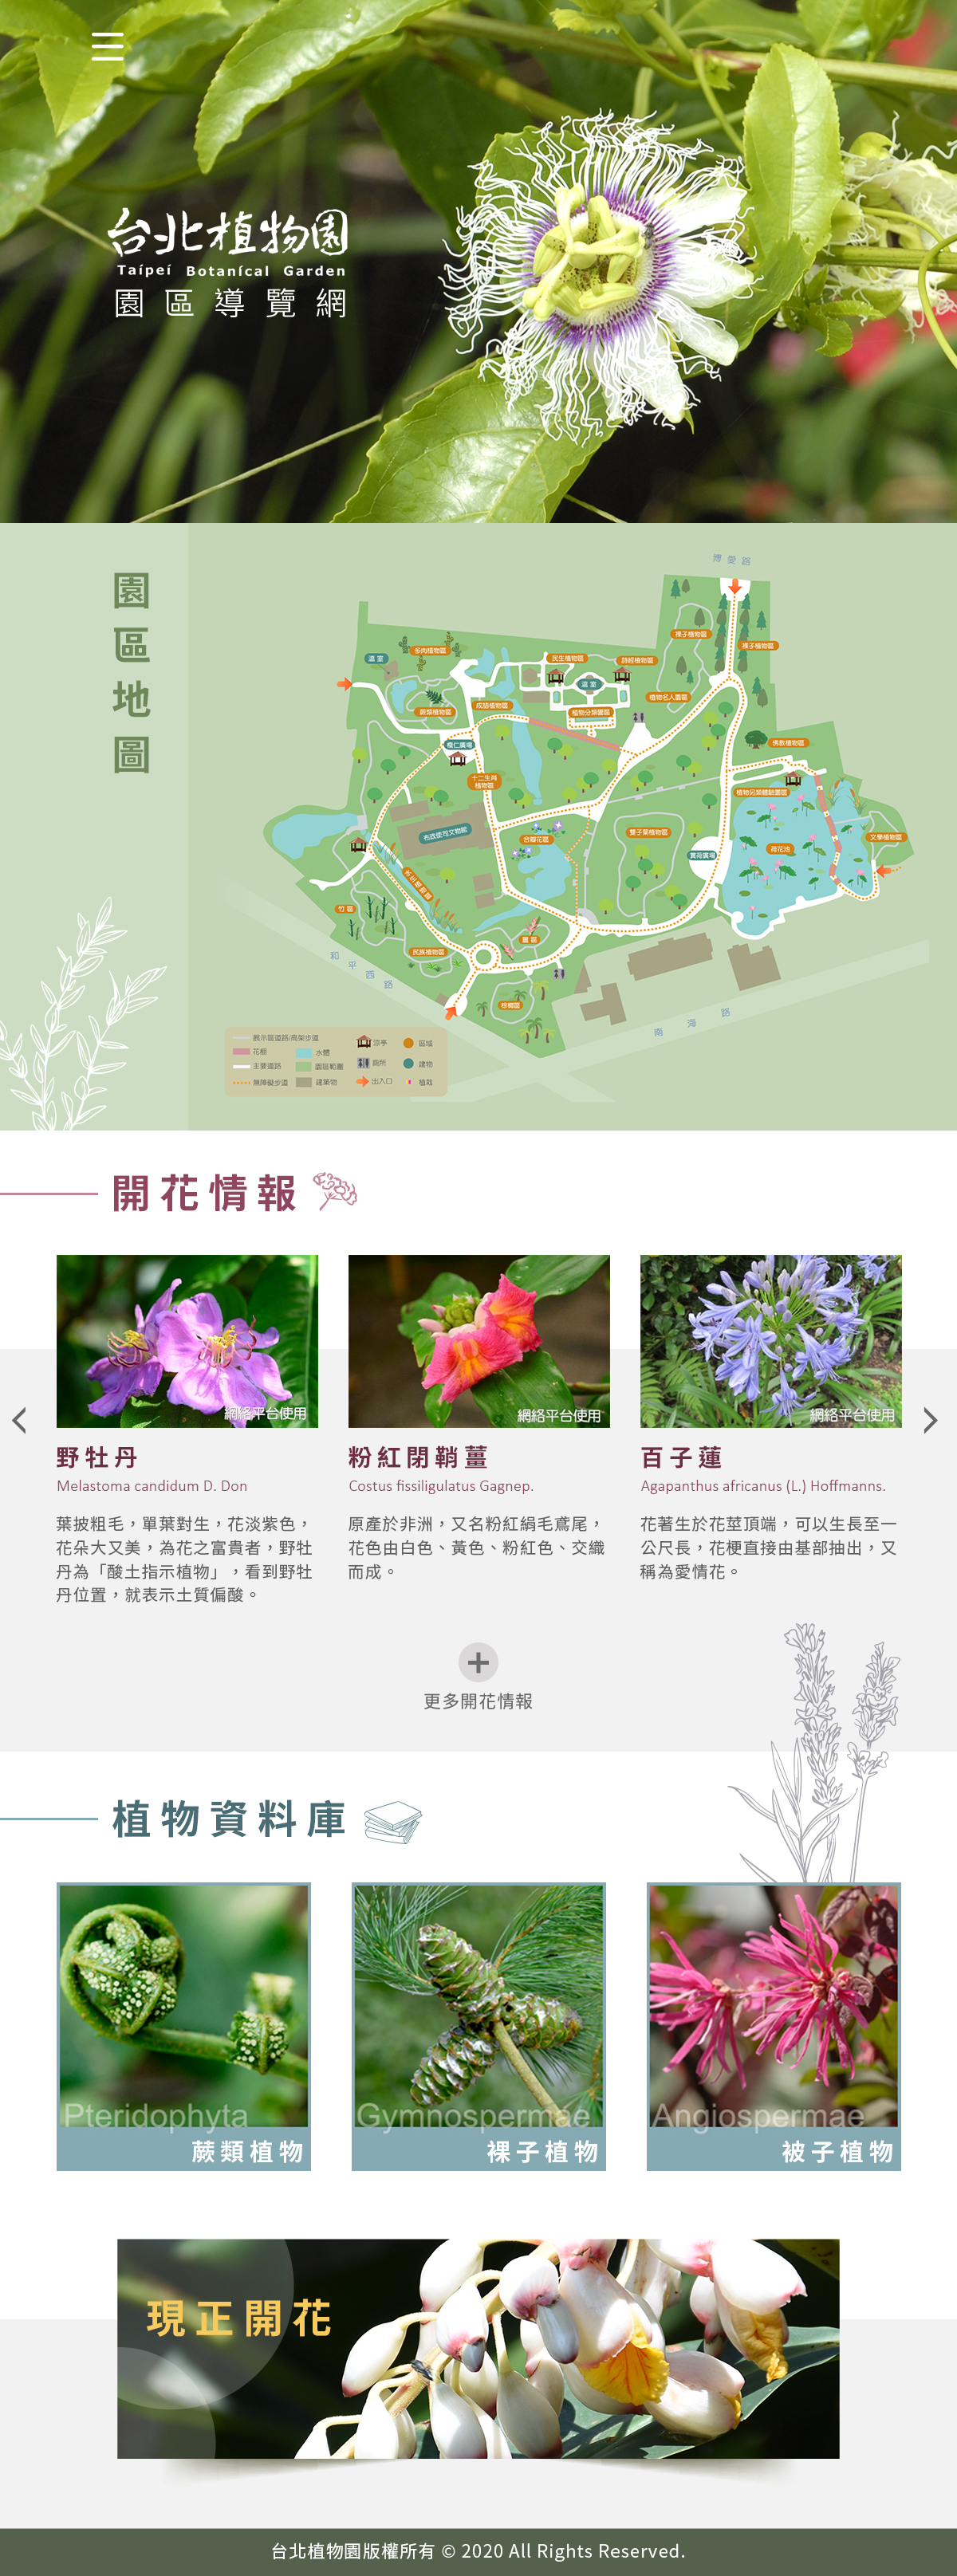 台北植物園
Taipei Botanical Garden
園區導覽網
園區地圖
博愛路
裸子植物區
裸子植物區
多肉植物區
溫室
民生植物區
詩經植物區
溫室
植物名人園區
蕨類植物區
成語植物區
植物分類園區
欖仁廣場
佛教植物區
十二生肖
植物區
植物另類體驗園區
布政使司文物館
合瓣花區
雙子葉植物區
文學植物區
荷花池
賞荷廣場
水生植物區
竹區
民族植物區
薑區
棕櫚區
和平西路
南海路
展示區道路/高架步道
花棚
主要道路
無障礙步道
水體
園區範圍
建築物
涼亭
廁所
出入口
區域
建物
植栽
開花情報
網絡平台使用
網絡平台使用
網絡平台使用
野牡丹
Melastoma candidum D. Don
葉披粗毛，單葉對生，花淡紫色，
花朵大又美，為花之富貴者，野牡
丹為「酸土指示植物」，看到野牡
丹位置，就表示土質偏酸。
粉紅閉鞘薑
Costus fissiligulatus Gagnep.
原產於非洲，又名粉紅絹毛鳶尾，
花色由白色、黃色、粉紅色、交織
而成。
百子蓮
Agapanthus africanus (L.) Hoffmanns.
花著生於花莖頂端，可以生長至一
公尺長，花梗直接由基部抽出，又
稱為愛情花。
更多開花情報
植物資料庫
Pteridophyta
蕨類植物
Gymnospermae
裸子植物
Angiospermae
被子植物
現正開花
台北植物園版權所有 © 2020 All Rights Reserved.